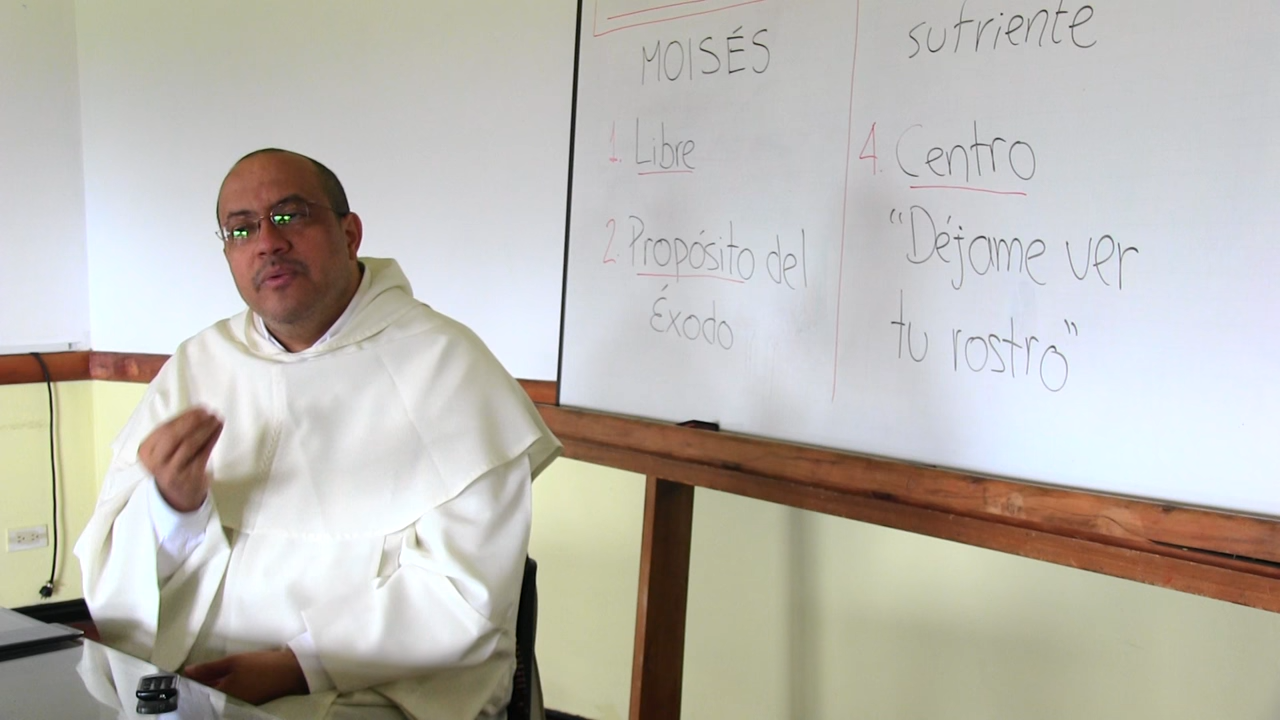 MOISÉS
1. Libre
2. Propósito del
Éxodo
sufriente
4. Centro
"Déjame ver
tu rostro"